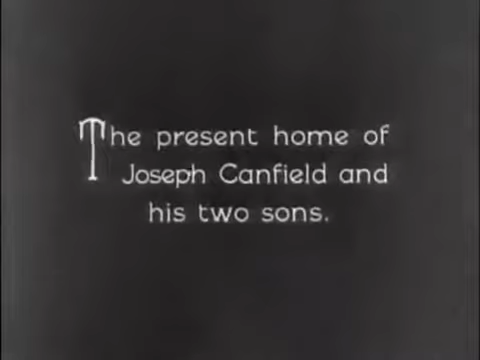 The present home of
Joseph Canfield and
his two sons.